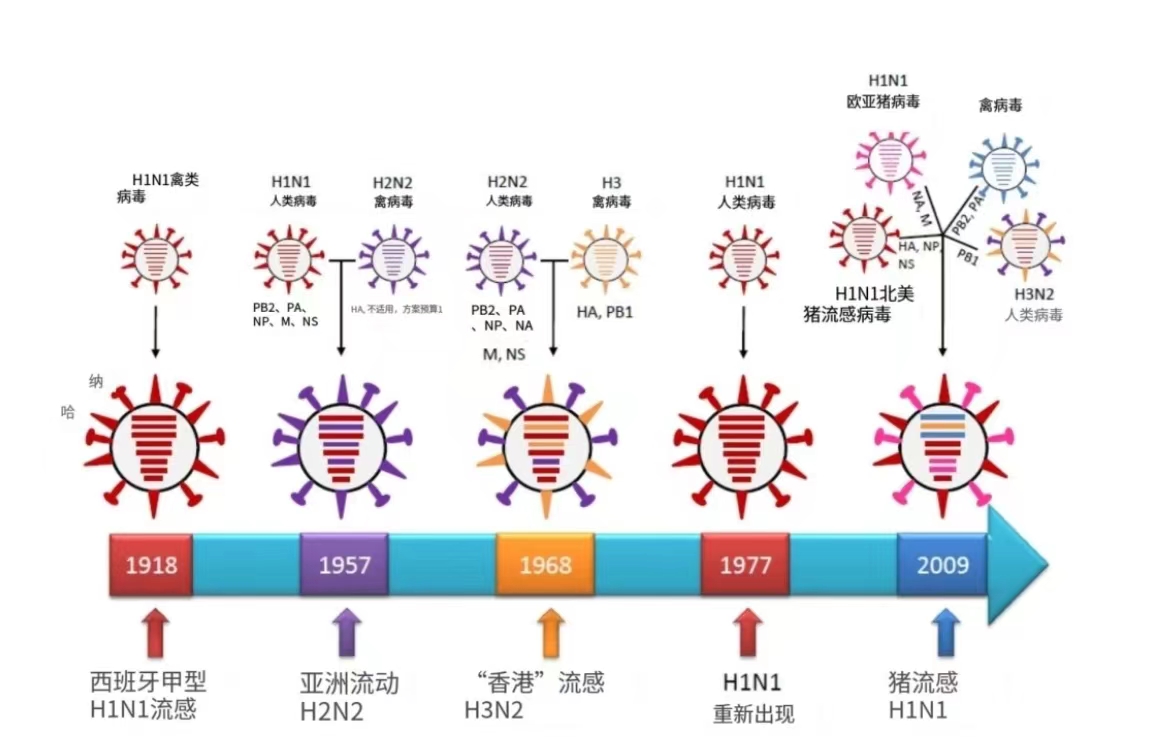 H1N1禽类
病毒
H1N1
人类病毒
H2N2
禽病毒
H2N2
人类病毒
H3
禽病毒
H1N1
人类病毒
H1N1
欧亚猪病毒
禽病毒
NA, M
PB2, PA
HA, NP,
NS
PB1
H1N1北美
猪流感病毒
H3N2
人类病毒
PB2、PA、
NP、M、NS
HA, 不适用，方案预算1
PB2、PA
、NP、NA
M, NS
HA, PB1
纳
哈
1918
1957
1968
1977
2009
西班牙甲型
H1N1流感
亚洲流动
H2N2
“香港”流感
H3N2
H1N1
重新出现
猪流感
H1N1